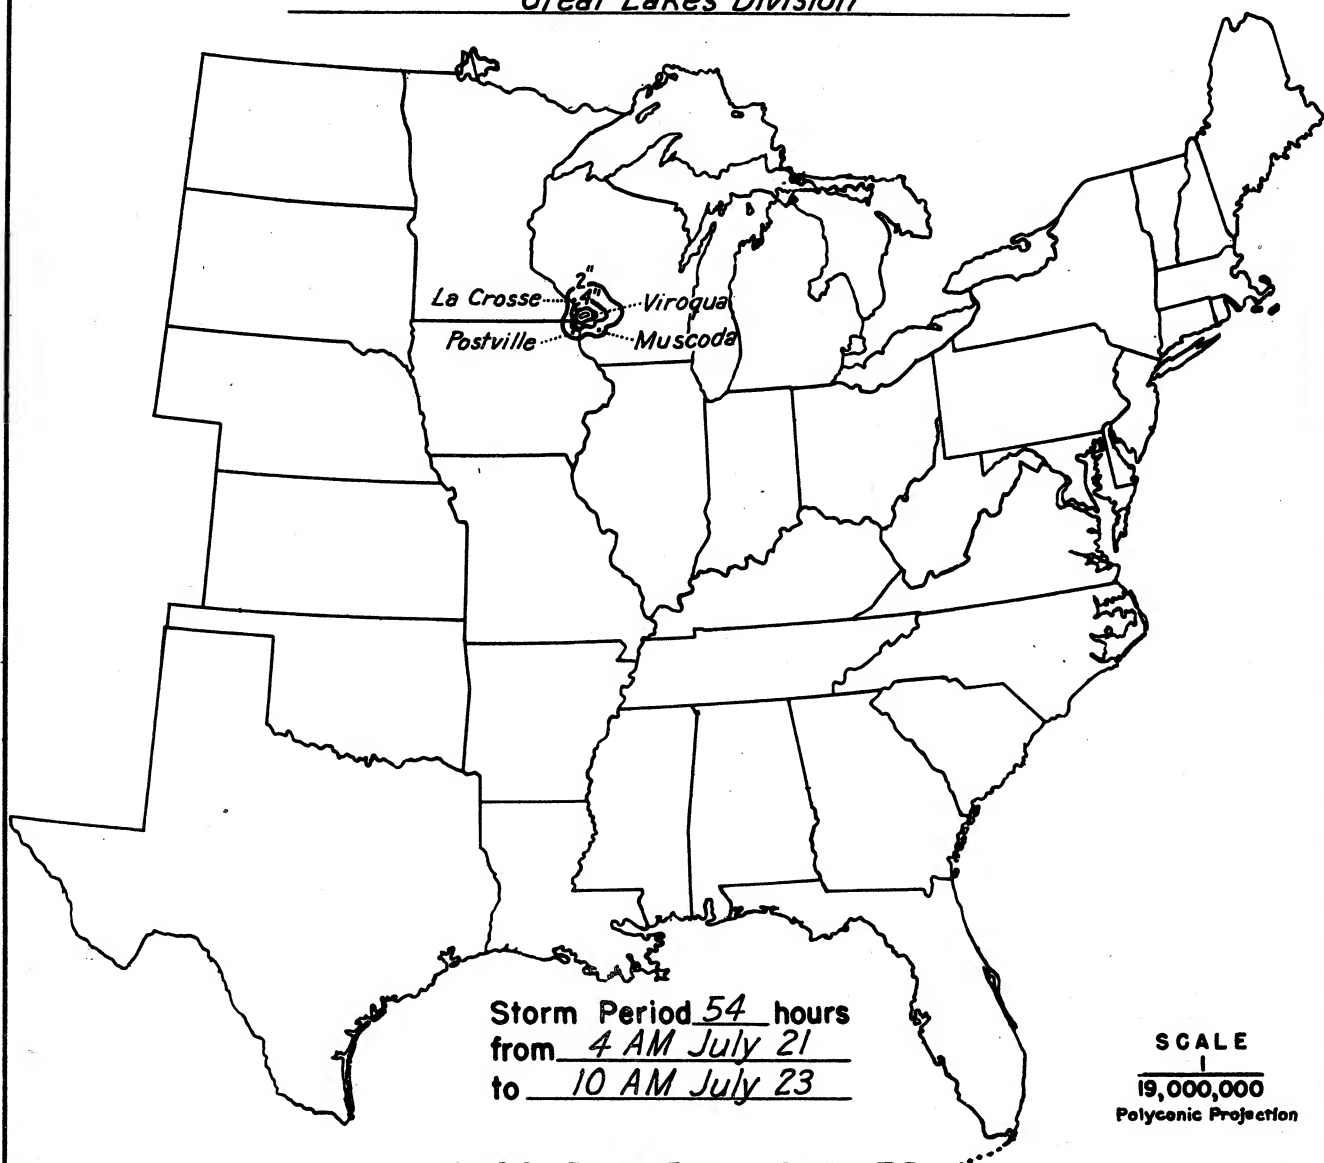 Great Lakes Division
2"
4"
La Crosse
Viroqua
Postville
Muscoda
Storm Period 54 hours
from 4 AM July 21
to 10 AM July 23
SCALE
1
19,000,000
Polyconic Projection